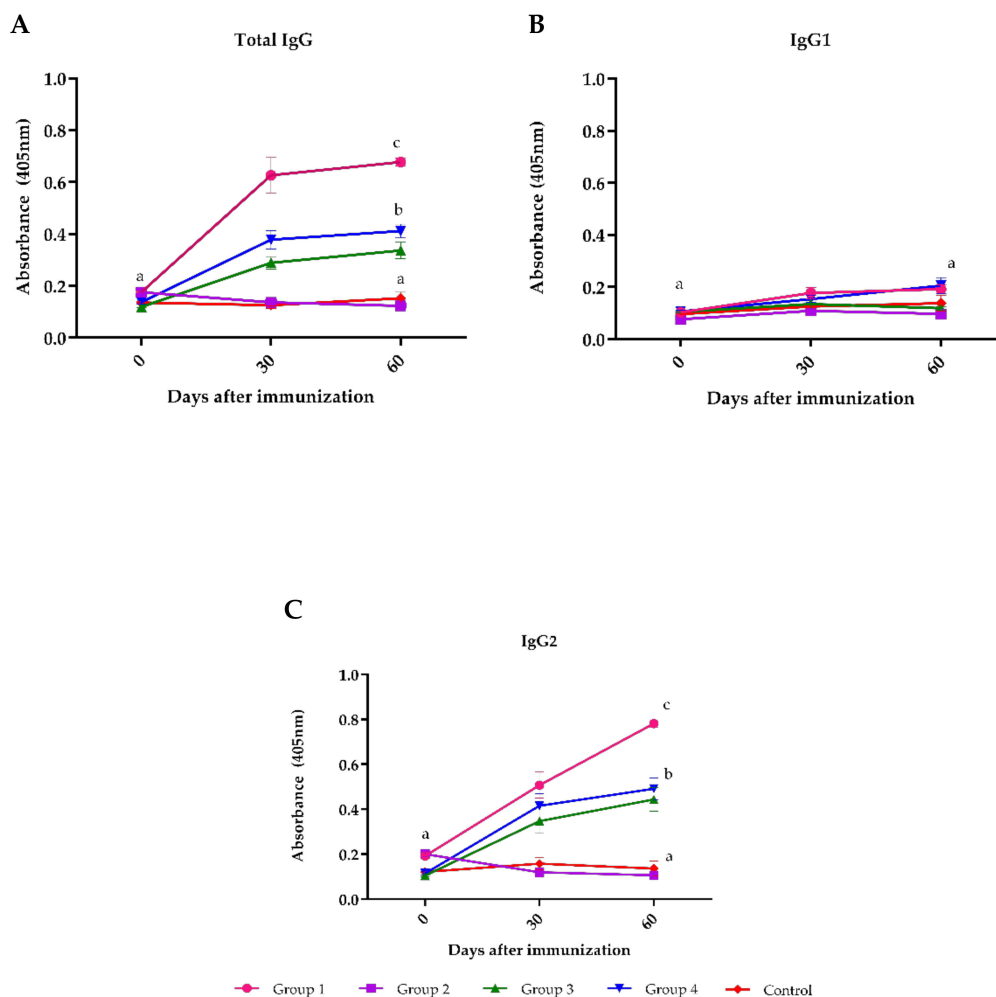 A
Total IgG
Absorbance (405nm)
1.0
0.8
0.6
0.4
0.2
0.0
a
c
b
a
0
30
60
Days after immunization
B
IgG1
Absorbance (405nm)
1.0
0.8
0.6
0.4
0.2
0.0
a
a
0
30
60
Days after immunization
C
IgG2
Absorbance (405nm)
1.0
0.8
0.6
0.4
0.2
0.0
a
c
b
a
0
30
60
Days after immunization
Group 1 Group 2 Group 3 Group 4 Control